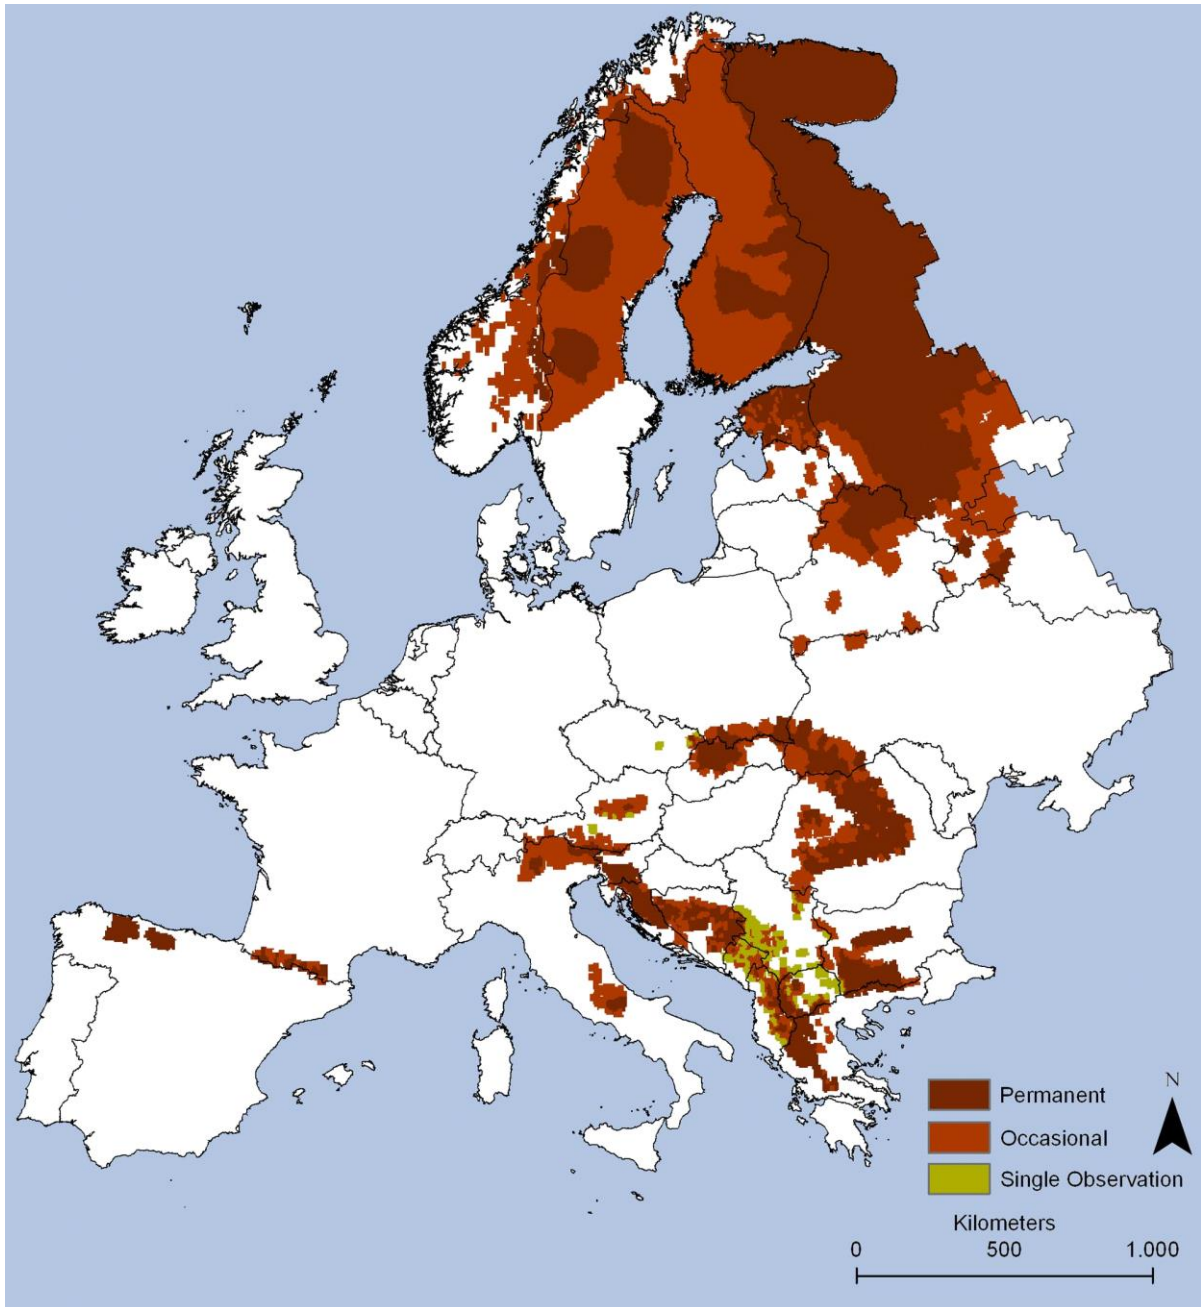 N
Permanent
Occasional
Single Observation
Kilometers
0 500 1.000